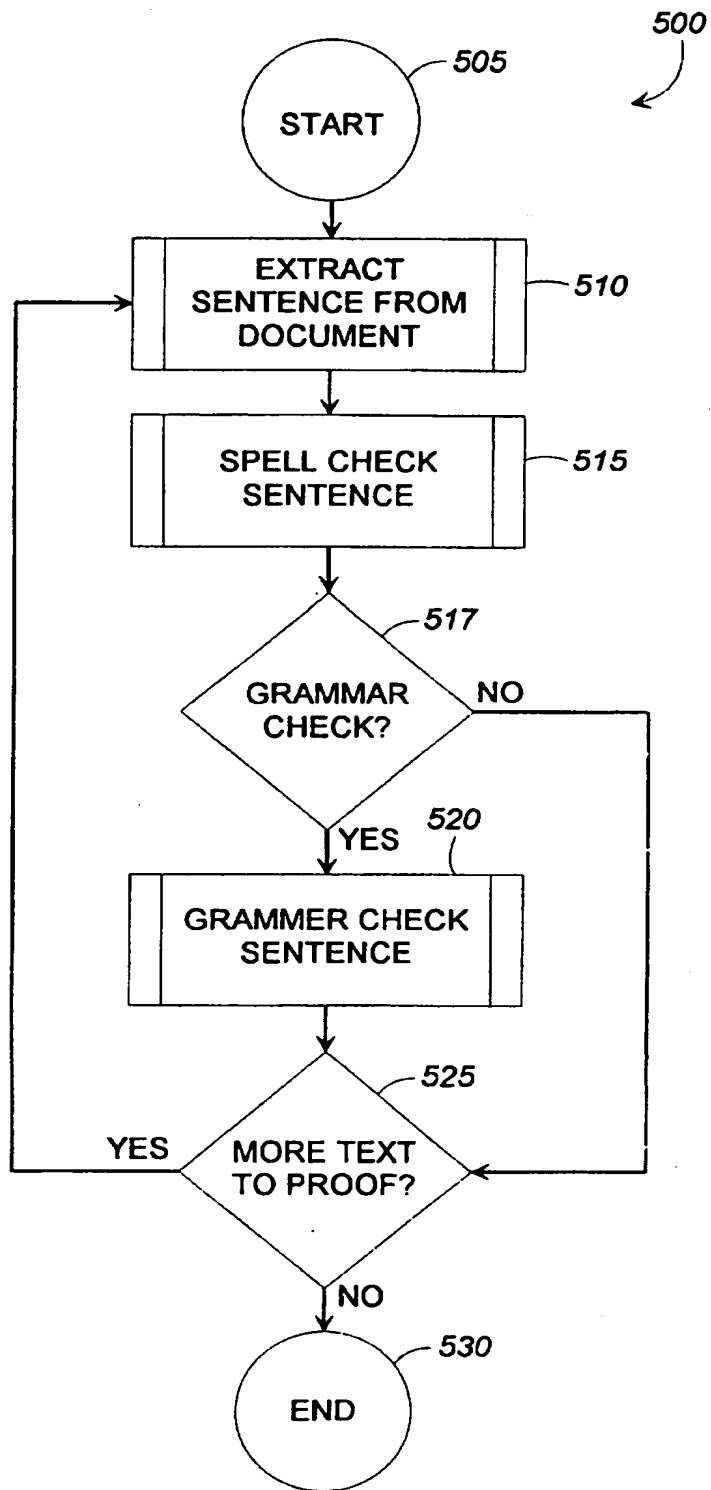 500
505
START
EXTRACT
SENTENCE FROM
DOCUMENT
510
SPELL CHECK
SENTENCE
515
517
GRAMMAR
CHECK?
NO
YES
520
GRAMMER CHECK
SENTENCE
525
YES
MORE TEXT
TO PROOF?
NO
530
END